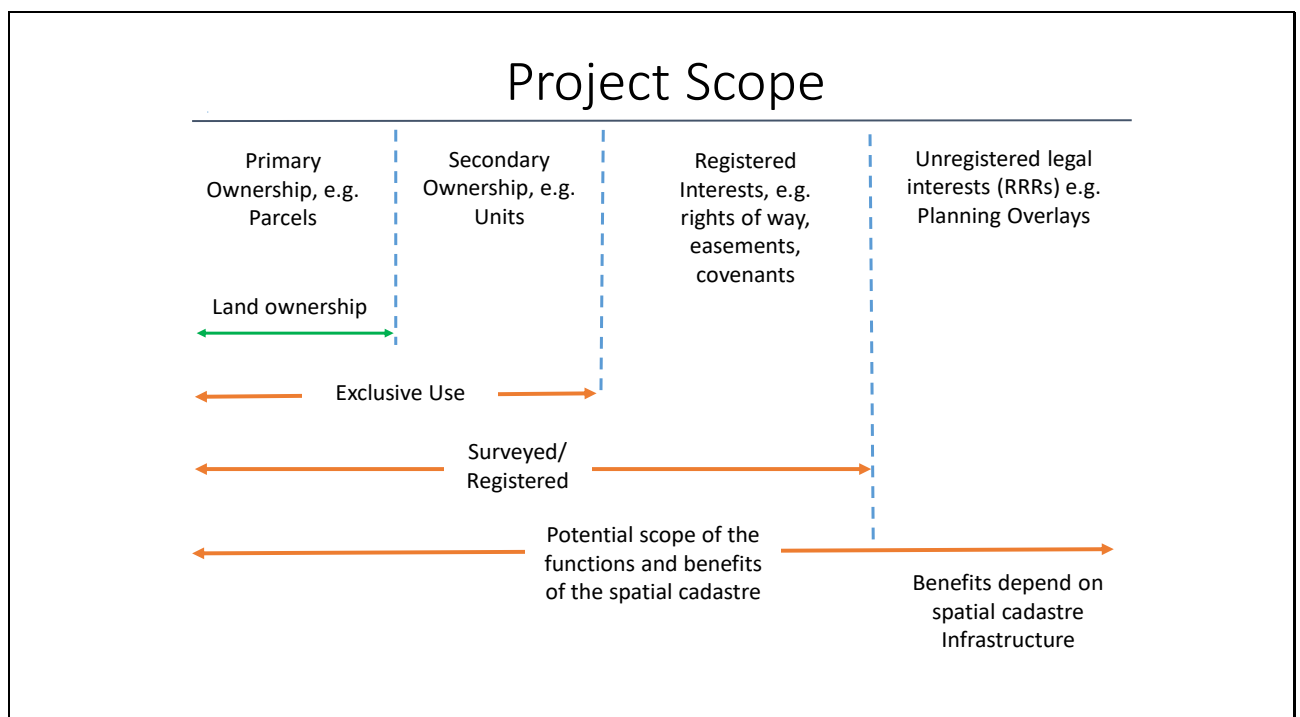 Project Scope
Primary
Ownership, e.g.
Parcels
Secondary
Ownership, e.g.
Units
Registered
Interests, e.g.
rights of way,
easements,
covenants
Unregistered legal
interests (RRRs) e.g.
Planning Overlays
Land ownership
Exclusive Use
Surveyed/
Registered
Potential scope of the
functions and benefits
of the spatial cadastre
Benefits depend on
spatial cadastre
Infrastructure